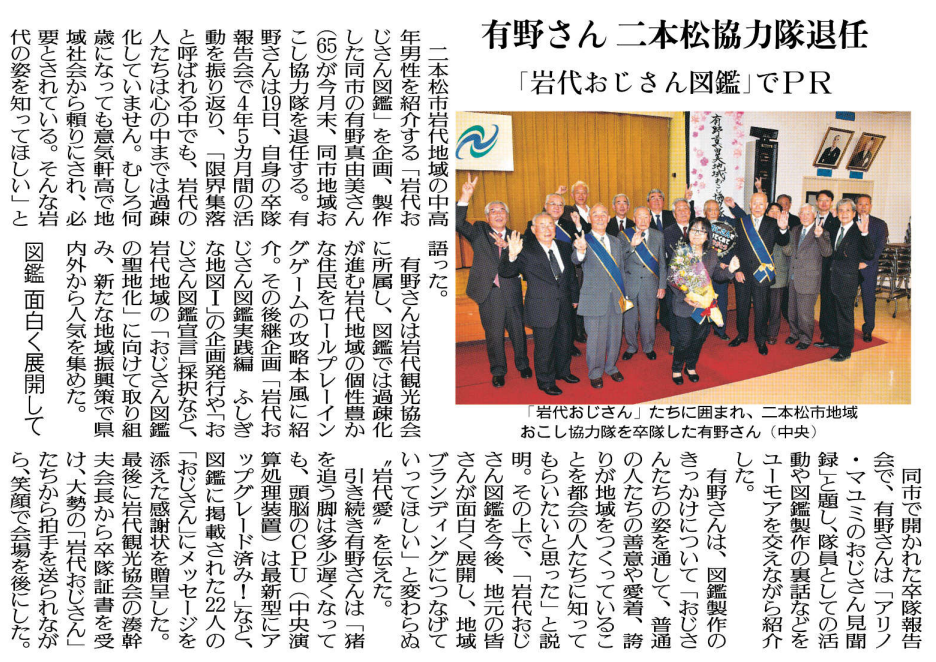 有野さん 二本松協力隊退任
「岩代おじさん図鑑」でＰＲ
二本松市岩代地域の中高
年男性を紹介する「岩代お
じさん図鑑」を企画、製作
した同市の有野真由美さん
（65）が今月末、同市地域お
こし協力隊を退任する。有
野さんは19日、自身の卒隊
報告会で４年５カ月間の活
動を振り返り、「限界集落
と呼ばれる中でも、岩代の
人たちは心の中までは過疎
化していません。むしろ何
歳になっても意気軒高で地
域社会から頼りにされ、必
要とされている。そんな岩
代の姿を知ってほしい」と
語った。
有野さんは岩代観光協会
に所属し、図鑑では過疎化
が進む岩代地域の個性豊か
な住民をロールプレーイン
グゲームの攻略本風に紹
介。その後継企画「岩代お
じさん図鑑実践編　ふしぎ
な地図Ⅰ」の企画発行や「お
じさん図鑑宣言」採択など、
岩代地域の「おじさん図鑑
の聖地化」に向けて取り組
み、新たな地域振興策で県
内外から人気を集めた。
図鑑 面白く展開して
「岩代おじさん」たちに囲まれ、二本松市地域
おこし協力隊を卒隊した有野さん（中央）
同市で開かれた卒隊報告
会で、有野さんは「アリノ
・マユミのおじさん見聞
録」と題し、隊員としての活
動や図鑑製作の裏話などを
ユーモアを交えながら紹介
した。
有野さんは、図鑑製作の
きっかけについて「おじさ
んたちの姿を通して、普通
の人たちの善意や愛着、誇
りが地域をつくっているこ
とを都会の人たちに知って
もらいたいと思った」と説
明。その上で、「岩代おじ
さん図鑑を今後、地元の皆
さんが面白く展開し、地域
ブランディングにつなげて
いってほしい」と変わらぬ
〝岩代愛〟を伝えた。
引き続き有野さんは「猪
を追う脚は多少遅くなって
も、頭脳のＣＰＵ（中央演
算処理装置）は最新型にア
ップグレード済み！」など、
図鑑に掲載された22人の
「おじさん」にメッセージを
添えた感謝状を贈呈した。
最後に岩代観光協会の湊幹
夫会長から卒隊証書を受
け、大勢の「岩代おじさん」
たちから拍手を送られなが
ら、笑顔で会場を後にした。